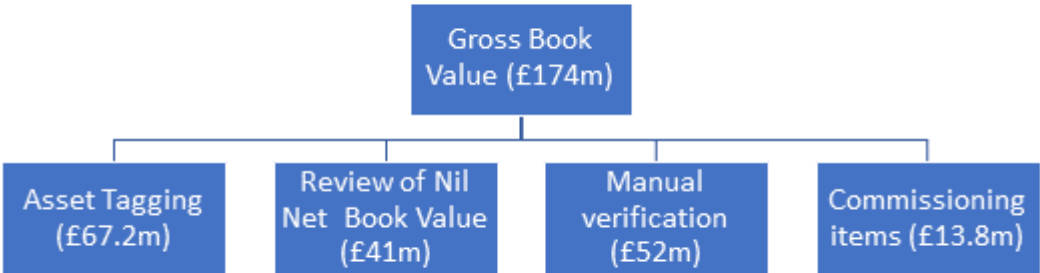 Gross Book
Value (£174m)
Asset Tagging
(£67.2m)
Review of Nil
Net Book Value
(£41m)
Manual
verification
(£52m)
Commissioning
items (£13.8m)